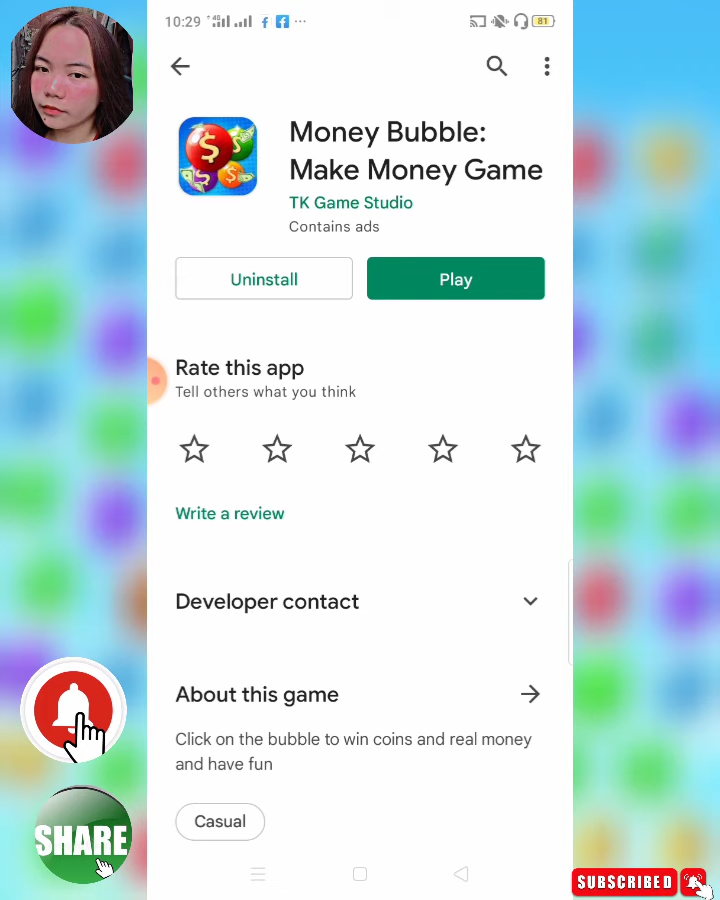 10:29
4G
81
Money Bubble:
Make Money Game
TK Game Studio
Contains ads
Uninstall
Play
Rate this app
Tell others what you think
Write a review
Developer contact
About this game
Click on the bubble to win coins and real money
and have fun
Casual
SHARE
SUBSCRIBED